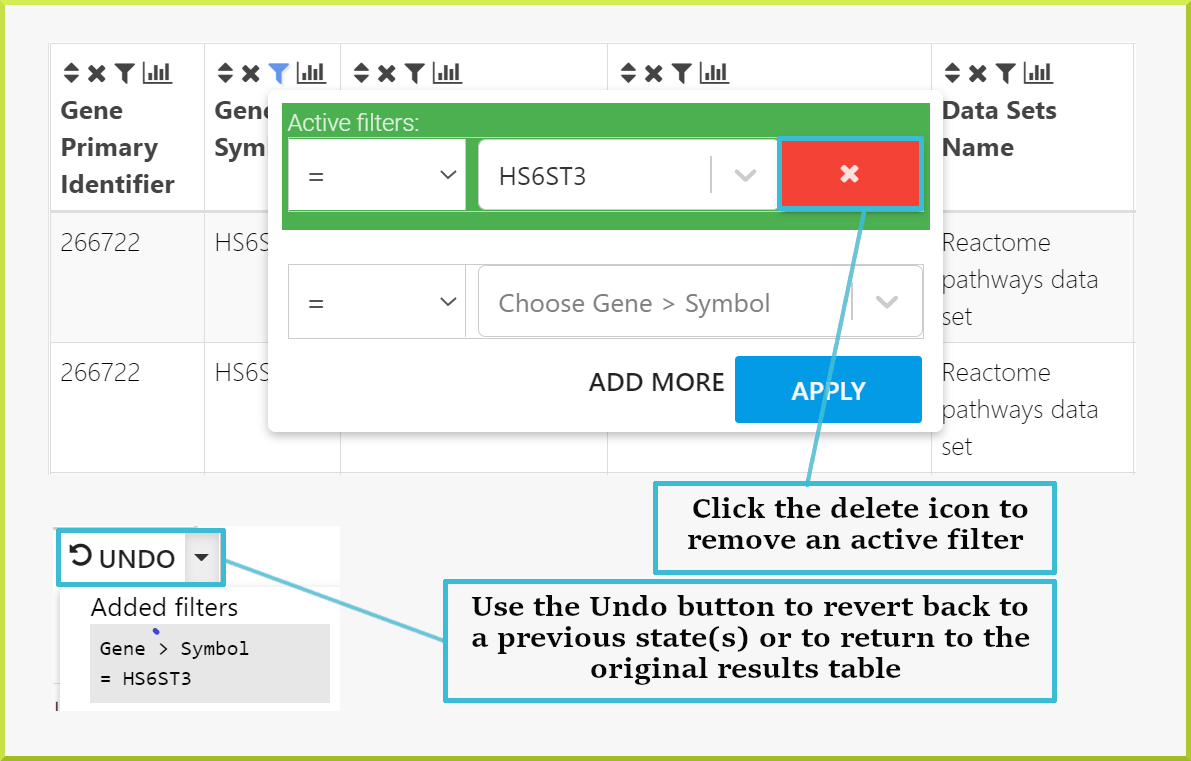 Gene
Primary
Identifier
Gene
Sym
Data Sets
Name
Active filters:
= HS6ST3
= Choose Gene > Symbol
ADD MORE APPLY
266722
HS6S
Reactome
pathways data
set
266722
HS6S
Reactome
pathways data
set
Click the delete icon to
remove an active filter
UNDO
Added filters
Gene > Symbol
= HS6ST3
Use the Undo button to revert back to
a previous state(s) or to return to the
original results table